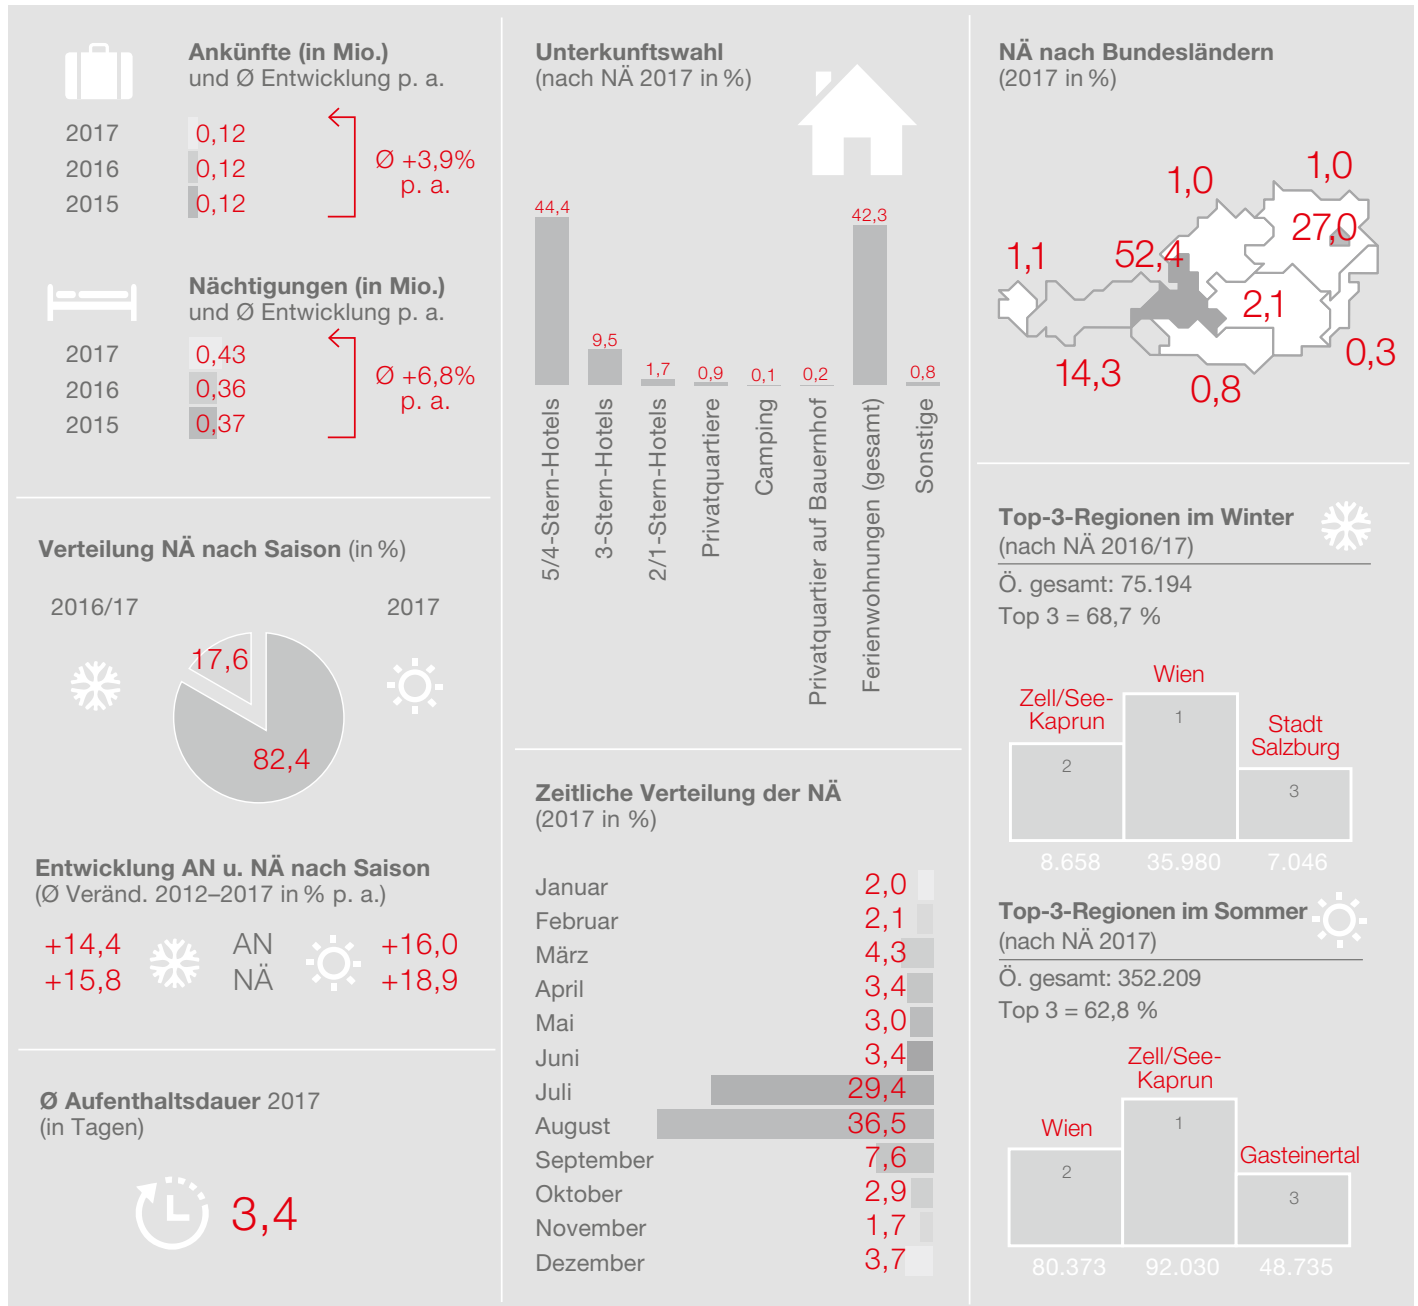 Ankünfte (in Mio.)
und Ø Entwicklung p. a.
2017
0,12
2016
0,12
2015
0,12
Ø +3,9%
p. a.
Nächtigungen (in Mio.)
und Ø Entwicklung p. a.
2017
0,43
2016
0,36
2015
0,37
Ø +6,8%
p. a.
Verteilung NÄ nach Saison (in %)
2016/17
2017
17,6
82,4
Entwicklung AN u. NÄ nach Saison
(Ø Veränd. 2012–2017 in % p. a.)
+14,4 AN +16,0
+15,8 NÄ +18,9
Ø Aufenthaltsdauer 2017
(in Tagen)
3,4
Unterkunftswahl
(nach NÄ 2017 in %)
44,4
9,5
1,7
0,9
0,1
0,2
42,3
0,8
5/4-Stern-Hotels
3-Stern-Hotels
2/1-Stern-Hotels
Privatquartiere
Camping
Privatquartier auf Bauernhof
Ferienwohnungen (gesamt)
Sonstige
Zeitliche Verteilung der NÄ
(2017 in %)
Januar 2,0
Februar 2,1
März 4,3
April 3,4
Mai 3,0
Juni 3,4
Juli 29,4
August 36,5
September 7,6
Oktober 2,9
November 1,7
Dezember 3,7
NÄ nach Bundesländern
(2017 in %)
1,0
1,0
27,0
52,4
1,1
2,1
0,3
14,3
0,8
Top-3-Regionen im Winter
(nach NÄ 2016/17)
Ö. gesamt: 75.194
Top 3 = 68,7 %
Wien
Zell/See-
Kaprun
Stadt
Salzburg
1
2
3
8.658
35.980
7.046
Top-3-Regionen im Sommer
(nach NÄ 2017)
Ö. gesamt: 352.209
Top 3 = 62,8 %
Zell/See-
Kaprun
Wien
Gasteinertal
1
2
3
80.373
92.030
48.735